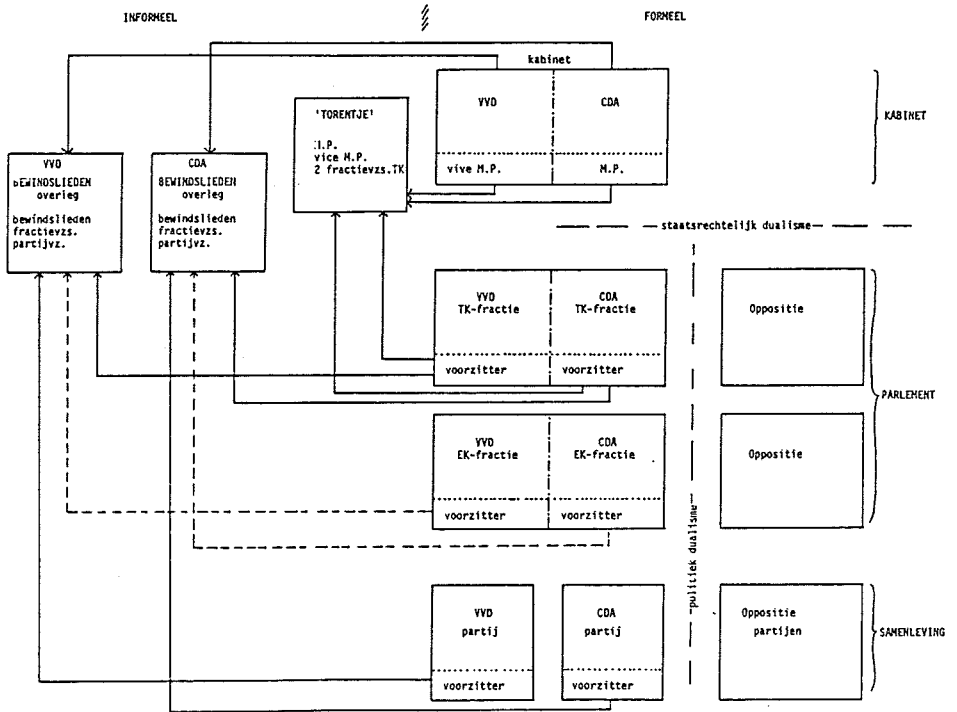 INFORMEEL
FORMEEL
kabinet
VVD
CDA
vive M.P.
M.P.
KABINET
'TORENTJE'
M.P.
vice M.P.
2 fractievzs.TK
VVD
BEWINDSLIEDEN
overleg
bewindslieden
fractievzs.
partijvz.
CDA
BEWINDSLIEDEN
overleg
bewindslieden
fractievzs.
partijvz.
staatsrechtelijk dualisme
VVD
TK-fractie
CDA
TK-fractie
voorzitter
voorzitter
Oppositie
PARLEMENT
VVD
EK-fractie
CDA
EK-fractie
voorzitter
voorzitter
Oppositie
politiek dualisme
VVD
partij
voorzitter
CDA
partij
voorzitter
Oppositie
partijen
SAMENLEVING